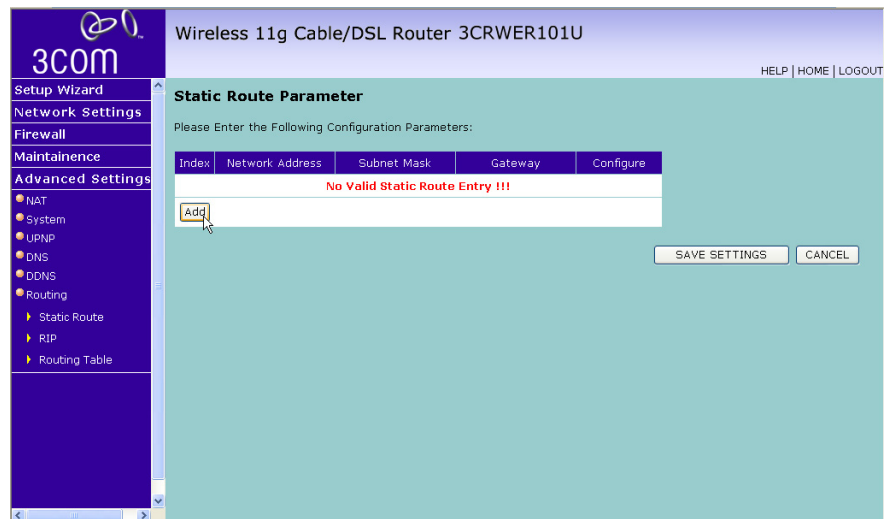 3COM
Wireless 11g Cable/DSL Router 3CRWER101U
HELP | HOME | LOGOUT
Setup Wizard
Network Settings
Firewall
Maintainence
Advanced Settings
NAT
System
UPNP
DNS
DDNS
Routing
Static Route
RIP
Routing Table
Static Route Parameter
Please Enter the Following Configuration Parameters:
Index Network Address Subnet Mask Gateway Configure
No Valid Static Route Entry !!!
Add
SAVE SETTINGS CANCEL